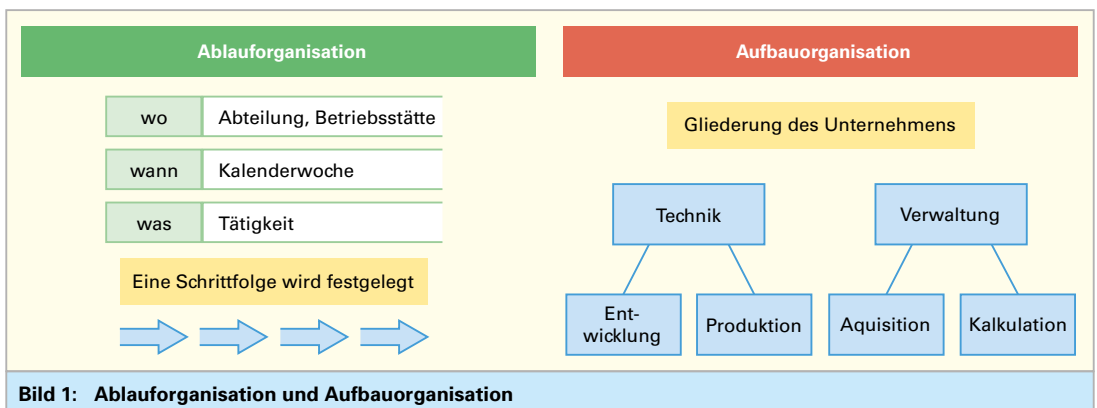 Ablauforganisation
wo
Abteilung, Betriebsstätte
wann
Kalenderwoche
was
Tätigkeit
Eine Schrittfolge wird festgelegt
Aufbauorganisation
Gliederung des Unternehmens
Technik
Verwaltung
Ent-
wicklung
Produktion
Aquisition
Kalkulation
Bild 1: Ablauforganisation und Aufbauorganisation